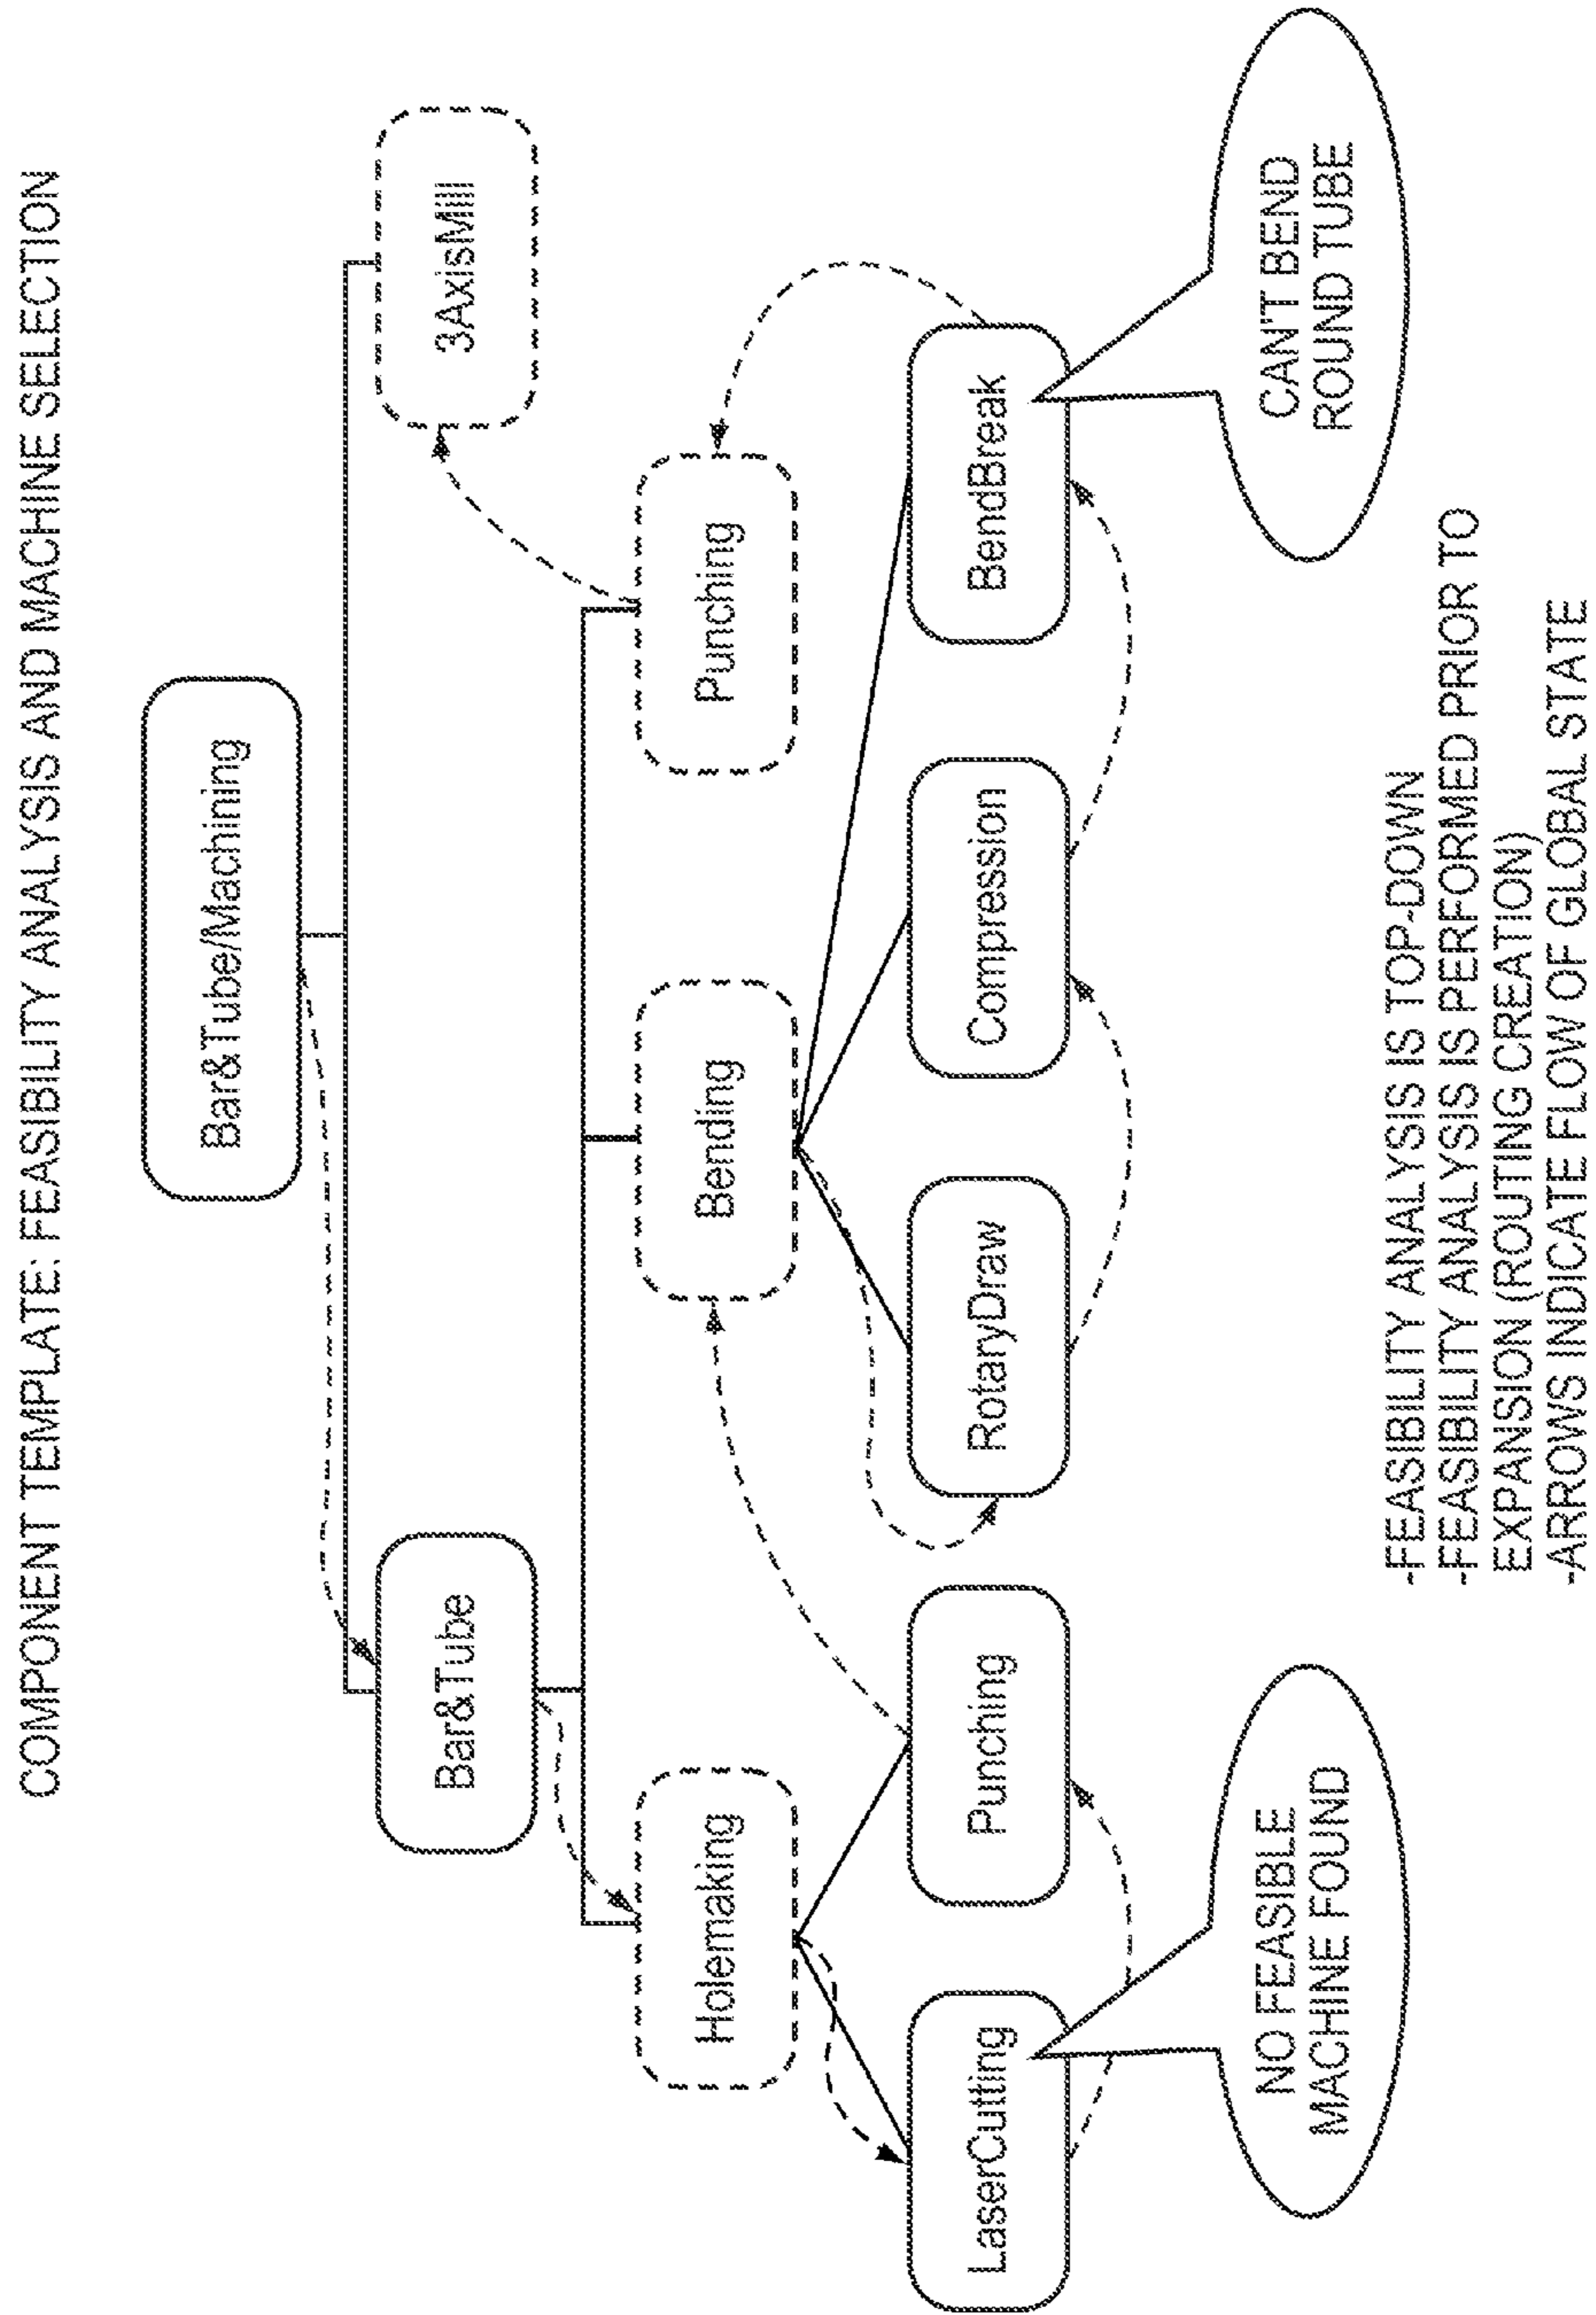 COMPONENT TEMPLATE: FEASIBILITY ANALYSIS AND MACHINE SELECTION
Bar&Tube/Machining
Bar&Tube
3AxisMill
Holemaking
Bending
Punching
LaserCutting
Punching
RotaryDraw
Compression
BendBreak
NO FEASIBLE
MACHINE FOUND
CAN'T BEND
ROUND TUBE
-FEASIBILITY ANALYSIS IS TOP-DOWN
-FEASIBILITY ANALYSIS IS PERFORMED PRIOR TO
EXPANSION (ROUTING CREATION)
-ARROWS INDICATE FLOW OF GLOBAL STATE